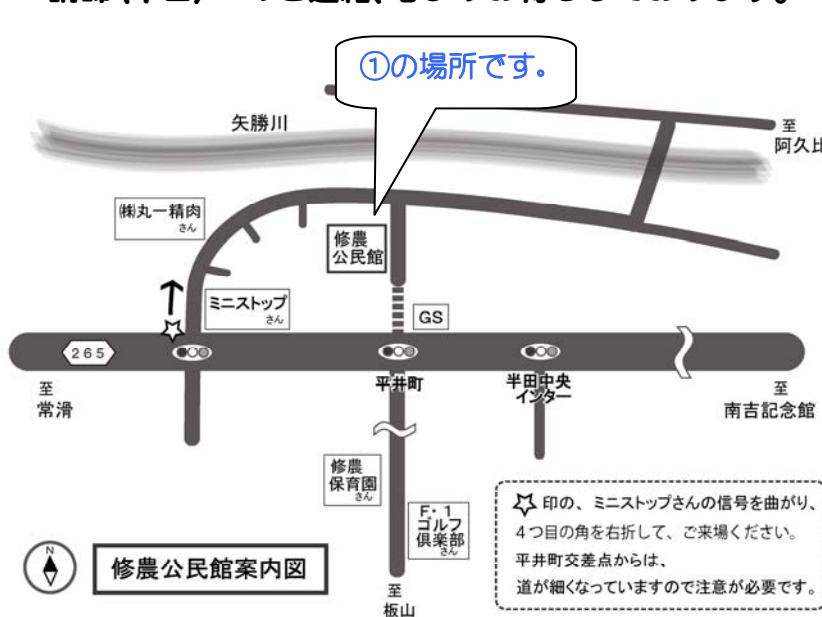 ①の場所です。
矢勝川
至
阿久比
㈱丸一精肉
さん
修農
公民館
ミニストップ
さん
GS
265
平井町
半田中央
インター
至
常滑
至
南吉記念館
修農
保育園
さん
F・1
ゴルフ
倶楽部
さん
至
板山
N
修農公民館案内図
☆印の、ミニストップさんの信号を曲がり、
4つ目の角を右折して、ご来場ください。
平井町交差点からは、
道が細くなっていますので注意が必要です。